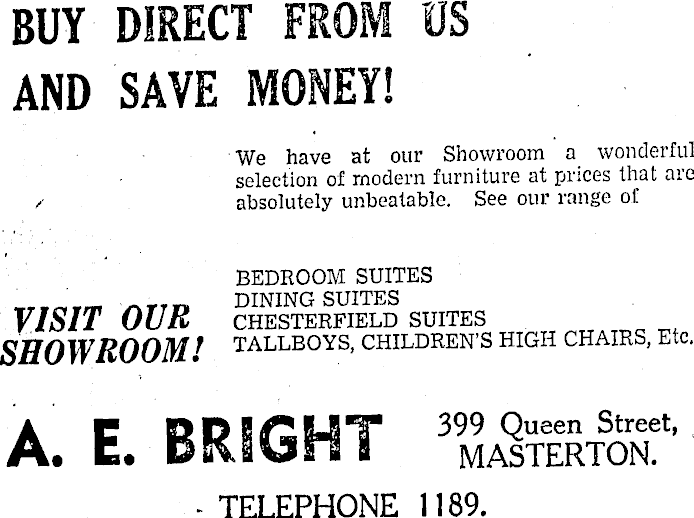 BUY DIRECT FROM US
AND SAVE MONEY!
We have at our Showroom a wonderful
selection of modern furniture at prices that are
absolutely unbeatable. See our range of
BEDROOM SUITES
DINING SUITES
CHESTERFIELD SUITES
TALLBOYS, CHILDREN'S HIGH CHAIRS, Etc.
VISIT OUR
SHOWROOM!
A. E. BRIGHT
399 Queen Street,
MASTERTON.
TELEPHONE 1189.